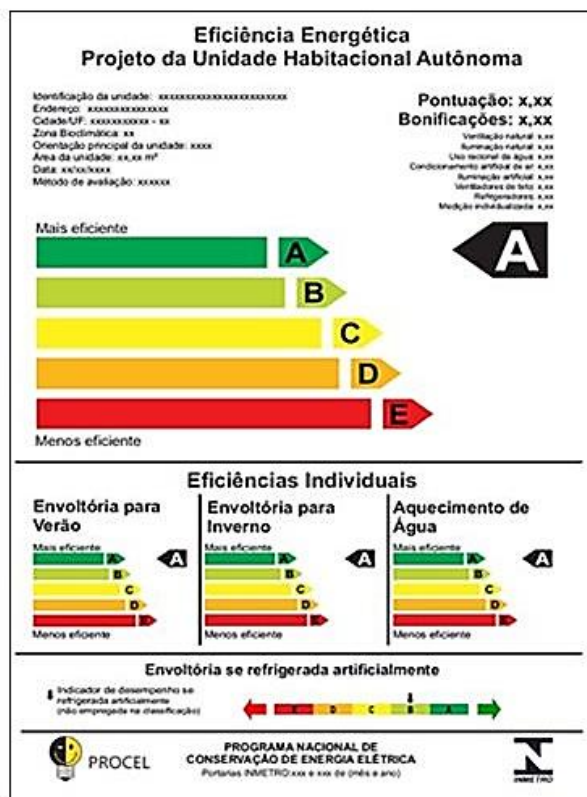 Eficiência Energética
Projeto da Unidade Habitacional Autônoma
Identificação da unidade: xxxxxxxxxxxxxxxxxxxxxxxx
Endereço: xxxxxxxxxxxxxxx
Cidade/UF: xxxxxxxxxxx - xx
Zona Bioclimática: xx
Orientação principal da unidade: xxxx
Área da unidade: xx,xx m²
Data: xx/xx/xxxx
Método de avaliação: xxxxxx
Pontuação: x,xx
Bonificações: x,xx
Ventilação natural: x,xx
Iluminação natural: x,xx
Uso racional da água: x,xx
Condicionamento artificial de ar: x,xx
Iluminação artificial: x,xx
Ventiladores de teto: x,xx
Refrigeradores: x,xx
Medição individualizada: x,xx
Mais eficiente
A
A
B
C
D
E
Menos eficiente
Eficiências Individuais
Envoltória para
Verão
Mais eficiente
A
A
B
C
D
E
Menos eficiente
Envoltória para
Inverno
Mais eficiente
A
A
B
C
D
E
Menos eficiente
Aquecimento de
Água
Mais eficiente
A
A
B
C
D
E
Menos eficiente
Envoltória se refrigerada artificialmente
Indicador de desempenho se
refrigerada artificialmente
(não empregada na classificação)
E D C B A
PROCEL
PROGRAMA NACIONAL DE
CONSERVAÇÃO DE ENERGIA ELÉTRICA
Portarias INMETRO:xxx e xxx de (mês e ano)
INMETRO